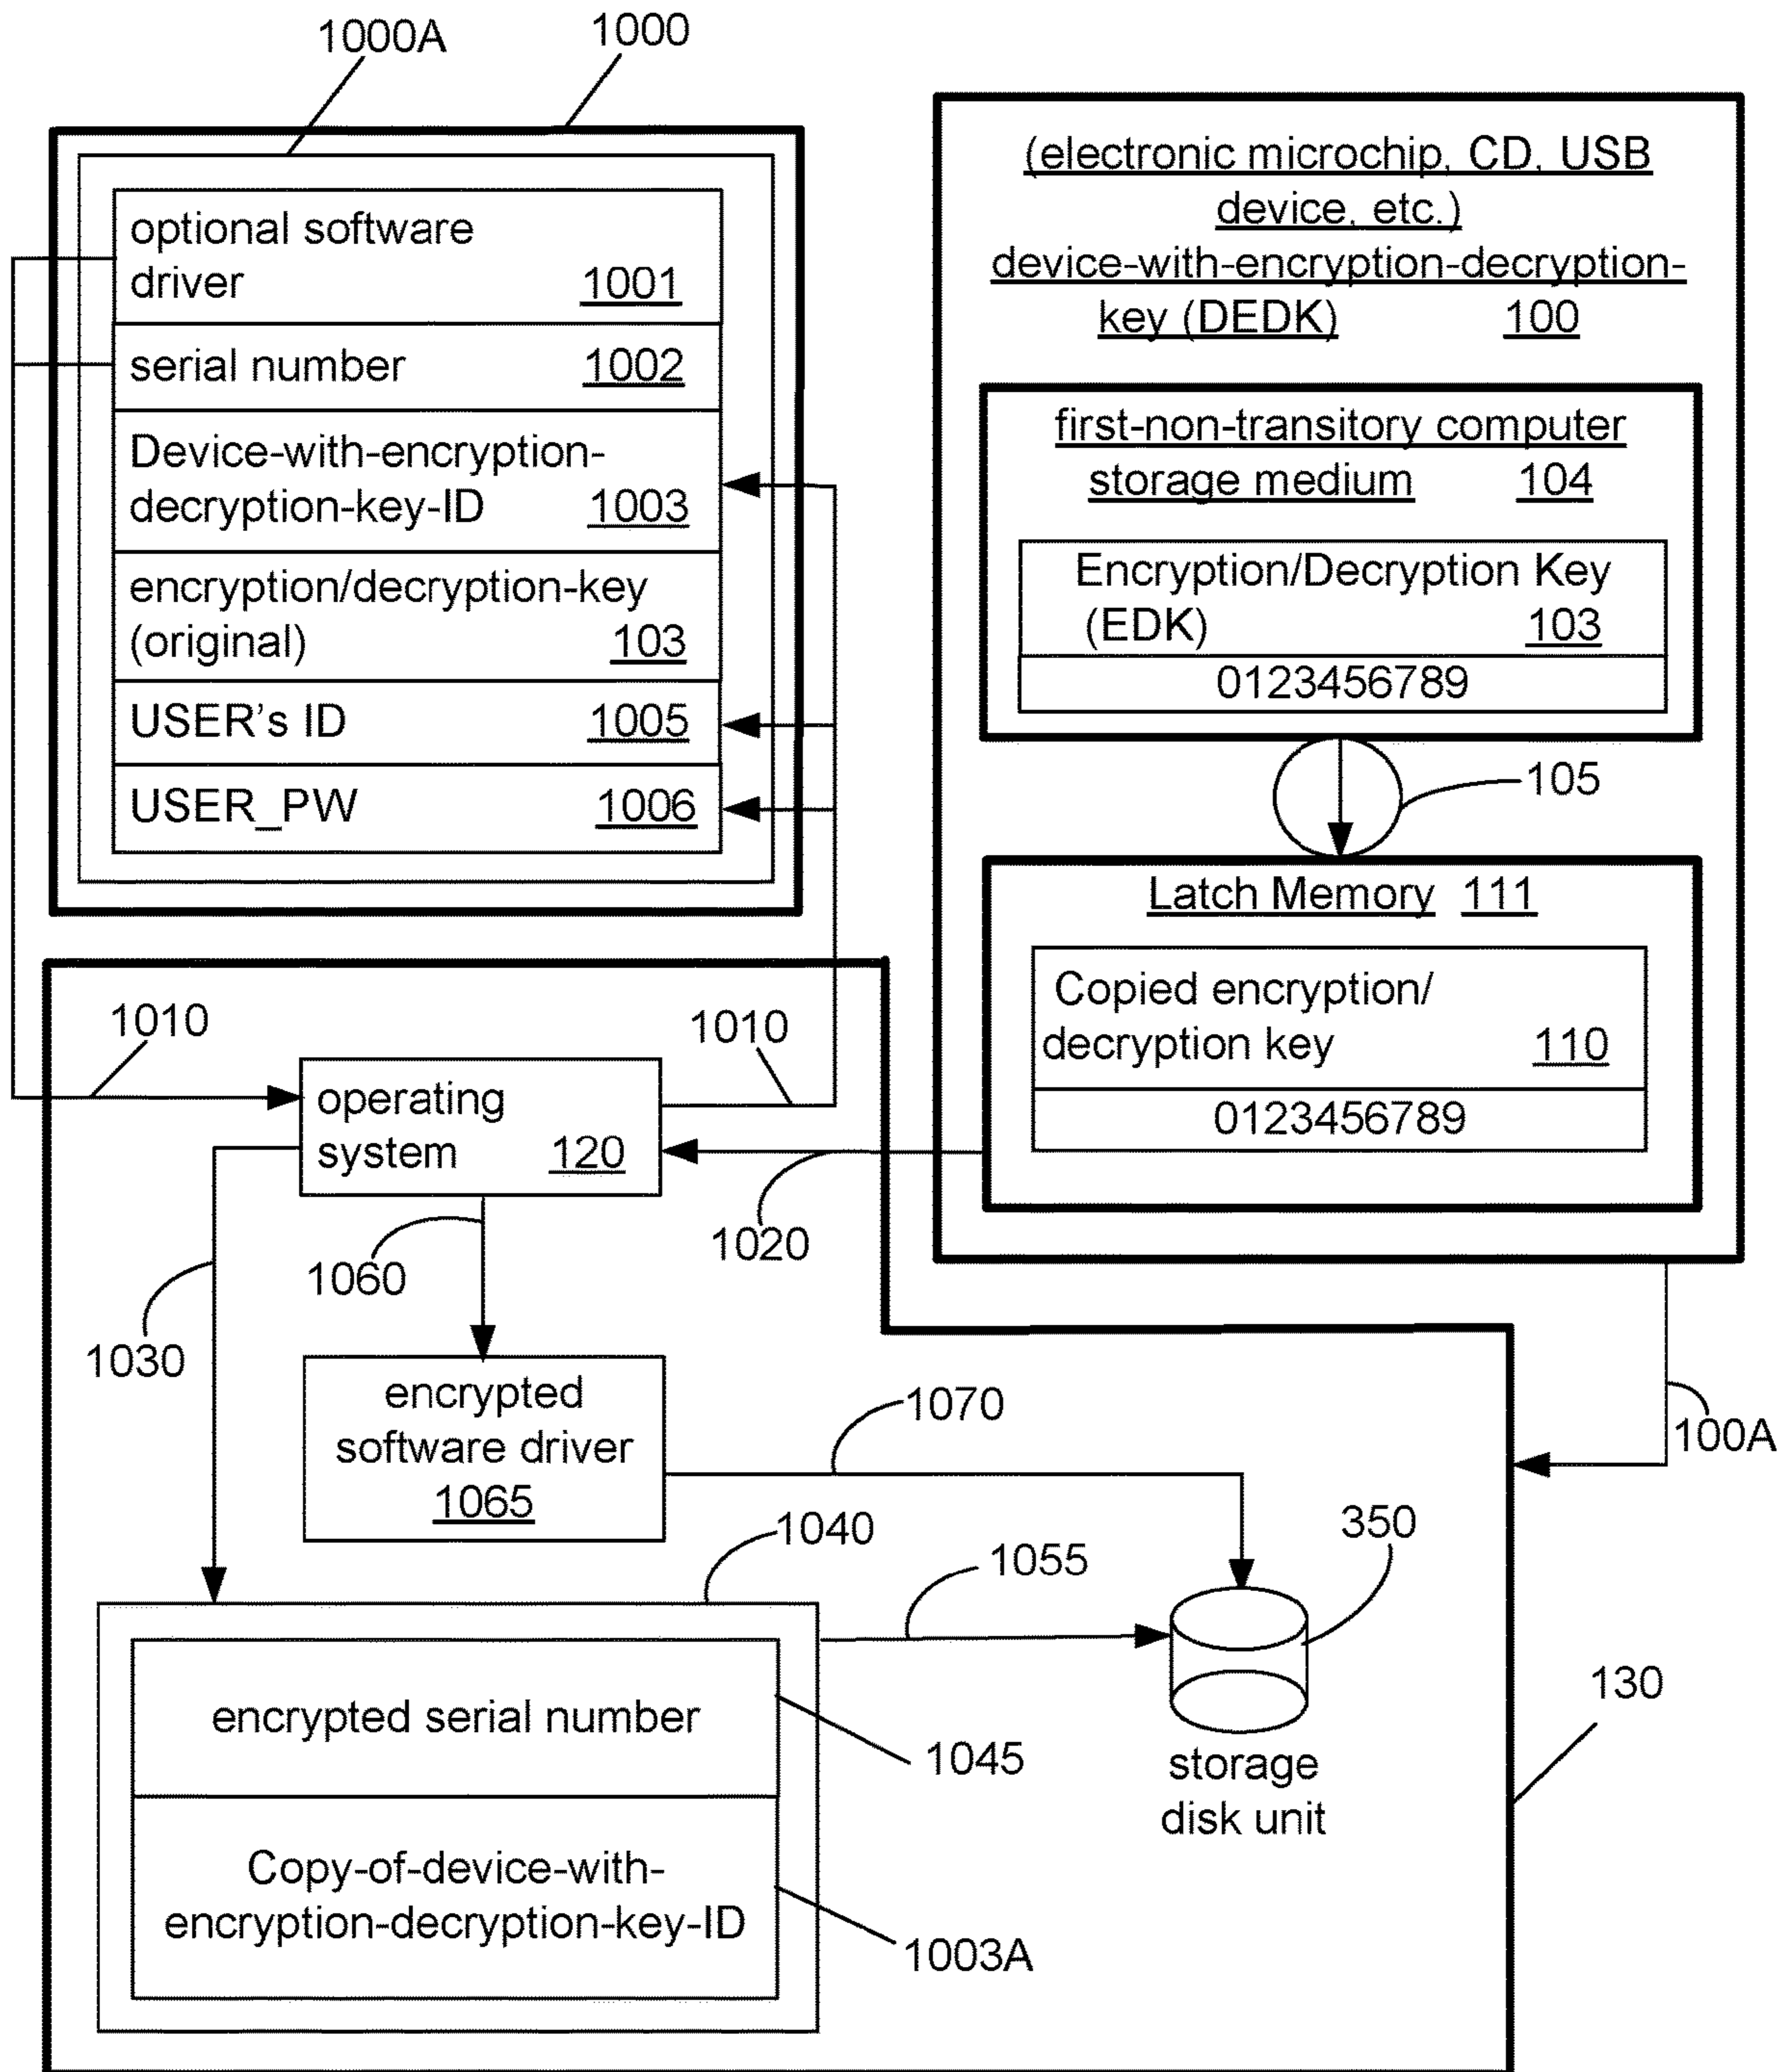 1000A
1000
optional software
driver 1001
serial number 1002
Device-with-encryption-
decryption-key-ID 1003
encryption/decryption-key
(original) 103
USER's ID 1005
USER_PW 1006
(electronic microchip, CD, USB
device, etc.)
device-with-encryption-decryption-
key (DEDK) 100
first-non-transitory computer
storage medium 104
Encryption/Decryption Key
(EDK) 103
0123456789
105
Latch Memory 111
Copied encryption/
decryption key 110
0123456789
1010
1010
operating
system 120
1020
1060
1030
100A
encrypted
software driver
1065
1070
1040
1055
350
encrypted serial number
1045
storage
disk unit
130
Copy-of-device-with-
encryption-decryption-key-ID
1003A